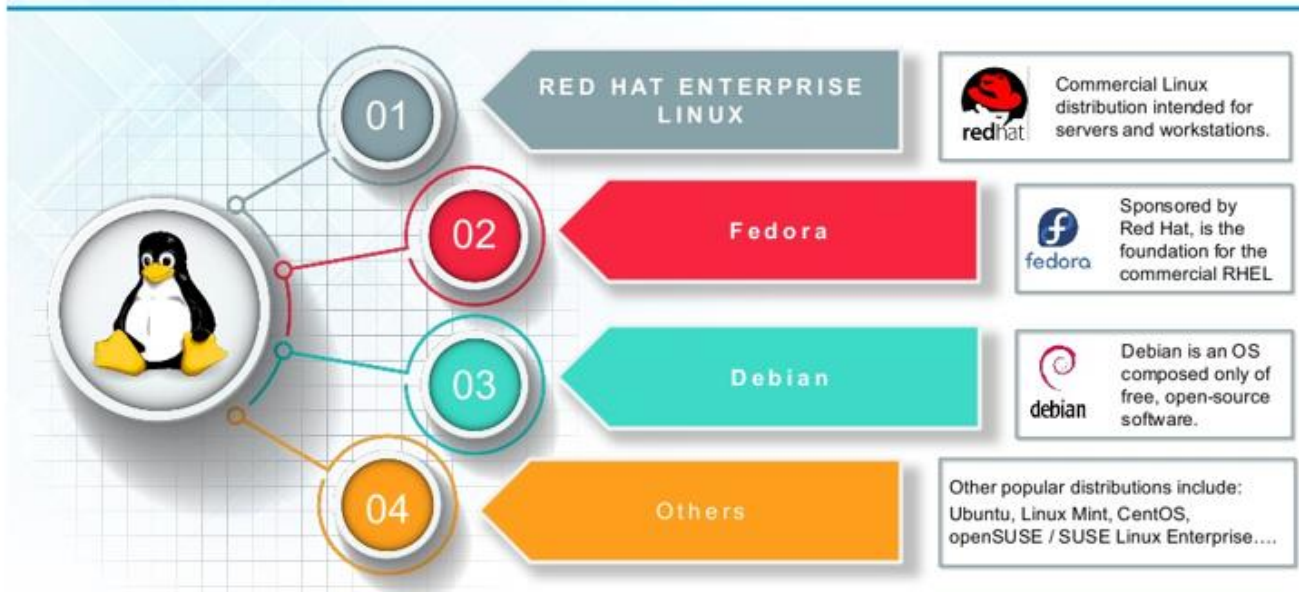 01
RED HAT ENTERPRISE
LINUX
redhat
Commercial Linux
distribution intended for
servers and workstations.
02
Fedora
fedora
Sponsored by
Red Hat, is the
foundation for the
commercial RHEL
03
Debian
debian
Debian is an OS
composed only of
free, open-source
software.
04
Others
Other popular distributions include:
Ubuntu, Linux Mint, CentOS,
openSUSE / SUSE Linux Enterprise....